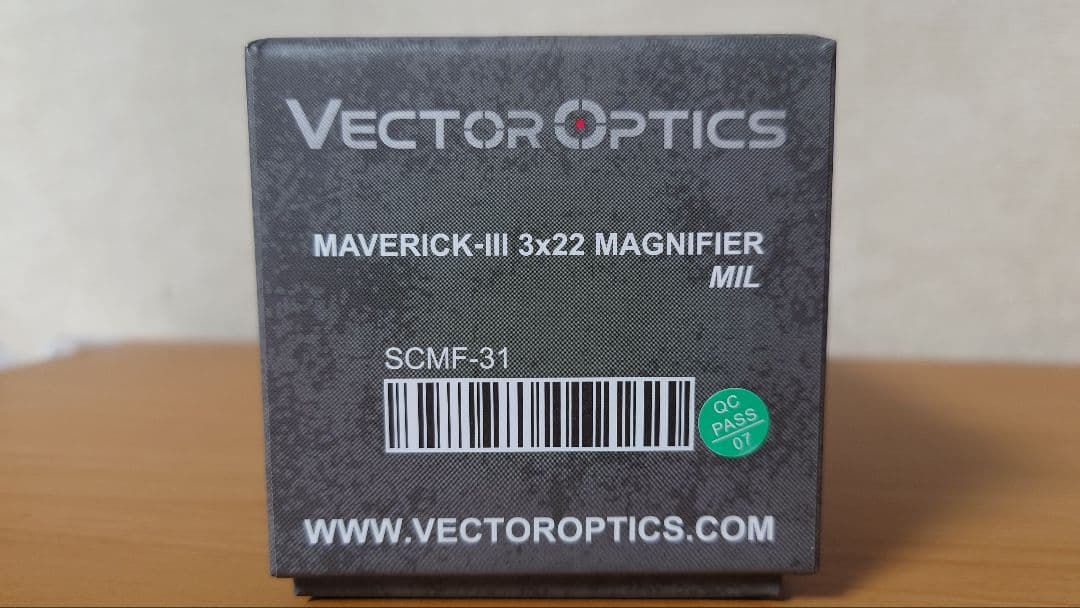 VECTOR OPTICS
MAVERICK-III 3x22 MAGNIFIER
MIL
SCMF-31
QC
PASS
07
WWW.VECTOROPTICS.COM